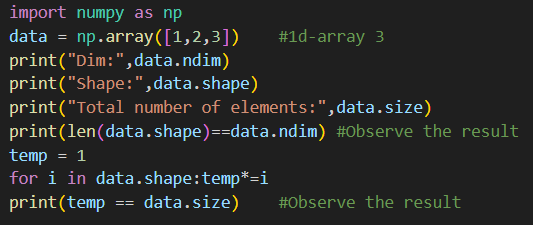 import numpy as np
data = np.array([1,2,3])    #1d-array 3
print("Dim:",data.ndim)
print("Shape:",data.shape)
print("Total number of elements:",data.size)
print(len(data.shape)==data.ndim) #Observe the result
temp = 1
for i in data.shape:temp*=i
print(temp == data.size)    #Observe the result